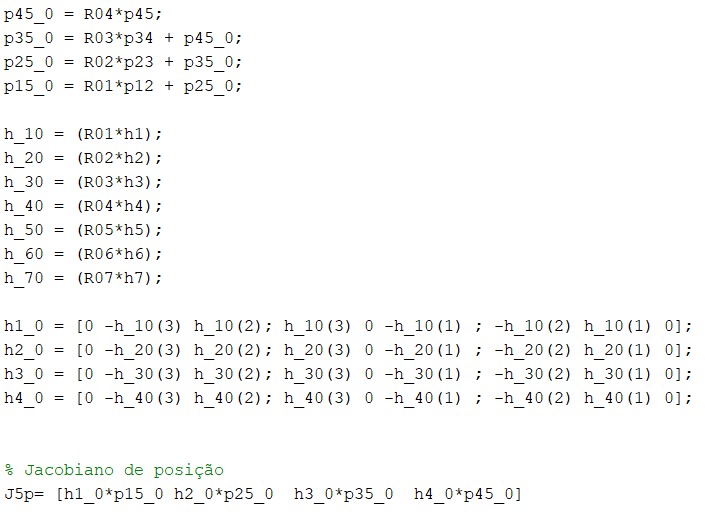 p45_0 = R04*p45;
p35_0 = R03*p34 + p45_0;
p25_0 = R02*p23 + p35_0;
p15_0 = R01*p12 + p25_0;
h_10 = (R01*h1);
h_20 = (R02*h2);
h_30 = (R03*h3);
h_40 = (R04*h4);
h_50 = (R05*h5);
h_60 = (R06*h6);
h_70 = (R07*h7);
h1_0 = [0 -h_10(3) h_10(2); h_10(3) 0 -h_10(1) ; -h_10(2) h_10(1) 0];
h2_0 = [0 -h_20(3) h_20(2); h_20(3) 0 -h_20(1) ; -h_20(2) h_20(1) 0];
h3_0 = [0 -h_30(3) h_30(2); h_30(3) 0 -h_30(1) ; -h_30(2) h_30(1) 0];
h4_0 = [0 -h_40(3) h_40(2); h_40(3) 0 -h_40(1) ; -h_40(2) h_40(1) 0];
% Jacobiano de posição
J5p= [h1_0*p15_0 h2_0*p25_0  h3_0*p35_0  h4_0*p45_0]